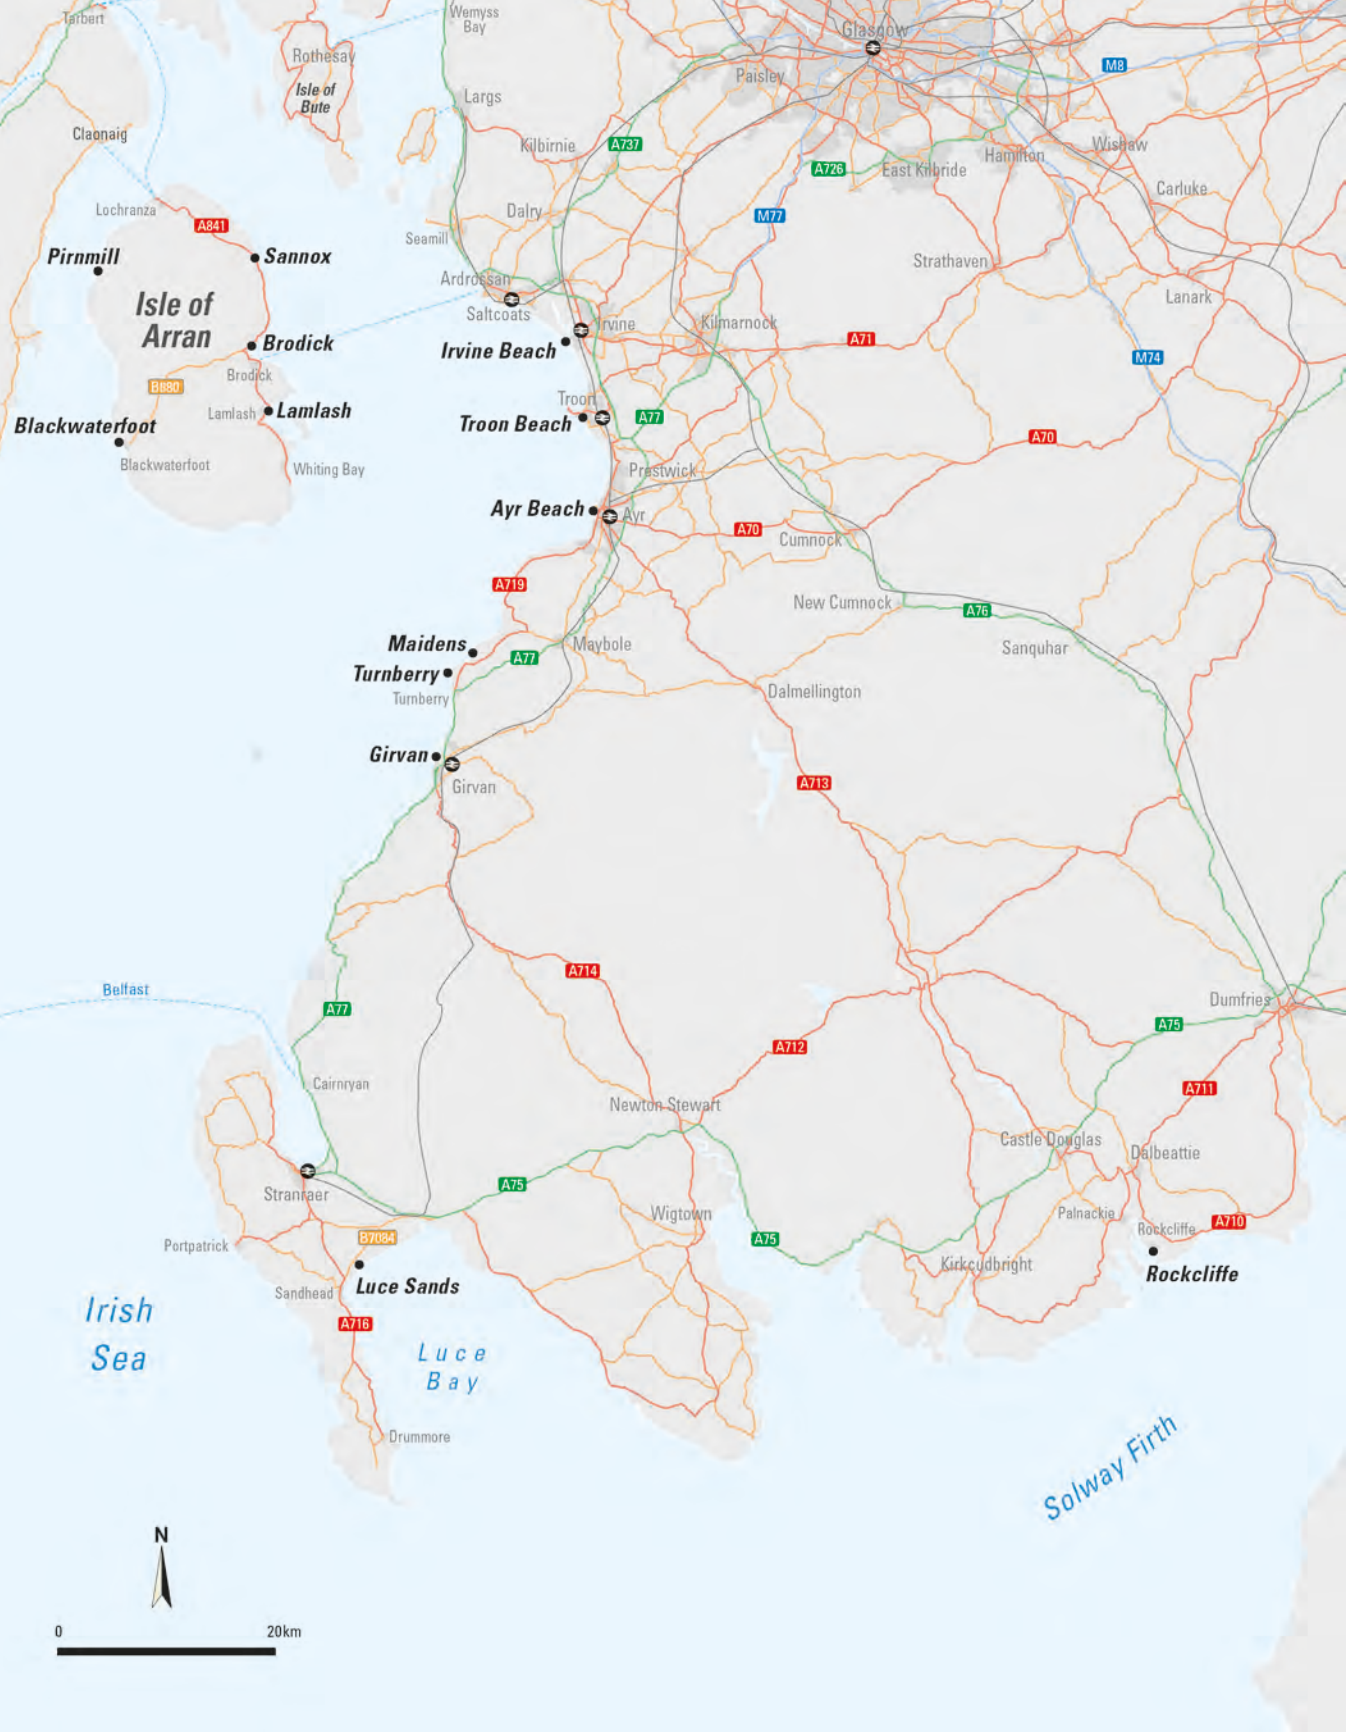 Tarbert
Wemyss
Bay
Glasgow
Rothesay
M8
Paisley
Isle of
Bute
Largs
Claonaig
Kilbirnie
A737
Wishaw
Hamilton
A726
East Kilbride
Carluke
Lochranza
Dalry
M77
A841
Seamill
Pirnmill
Sannox
Strathaven
Ardrossan
Isle of
Arran
Lanark
Saltcoats
Irvine
Kilmarnock
Brodick
A71
Irvine Beach
M74
Brodick
B880
Troon
Lamlash
Lamlash
A77
Blackwaterfoot
Troon Beach
A70
Blackwaterfoot
Whiting Bay
Prestwick
Ayr Beach
Ayr
A70
Cumnock
A719
New Cumnock
A76
Maidens
Maybole
Sanquhar
A77
Turnberry
Turnberry
Dalmellington
Girvan
A713
Girvan
A714
Belfast
Dumfries
A77
A75
A712
Cairnryan
A711
Newton Stewart
Castle Douglas
Dalbeattie
A75
Stranraer
Wigtown
Palnackie
A710
Rockcliffe
B7084
A75
Portpatrick
Kirkcudbright
Rockcliffe
Luce Sands
Sandhead
Irish
Sea
A716
Luce
Bay
Drummore
Solway Firth
N
0
20km